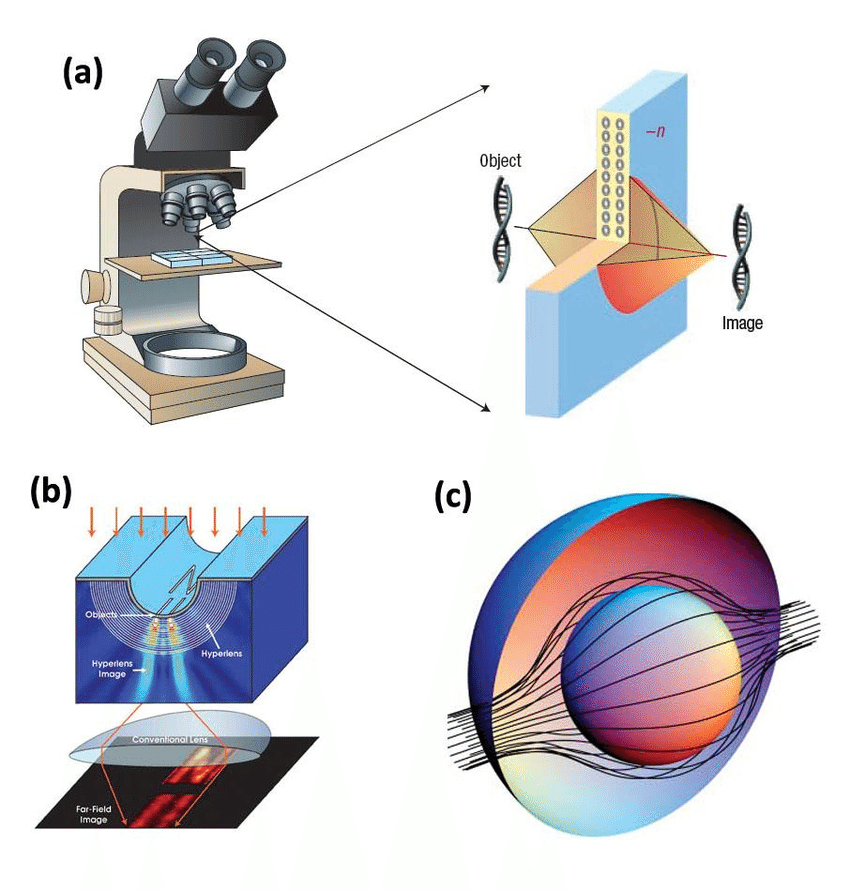 (a)
Object
−n
Image
(b)
Objects
Hyperlens
Hyperlens
Image
Conventional Lens
Far-Field
Image
(c)